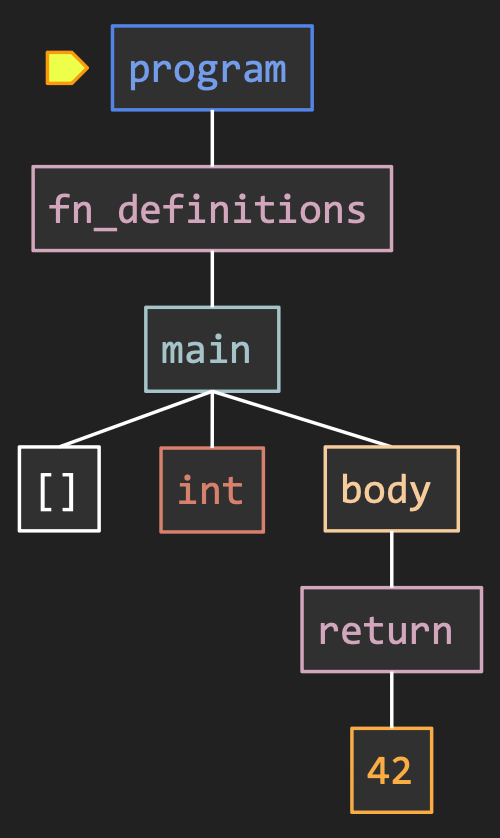 program
fn_definitions
main
[] int body
return
42